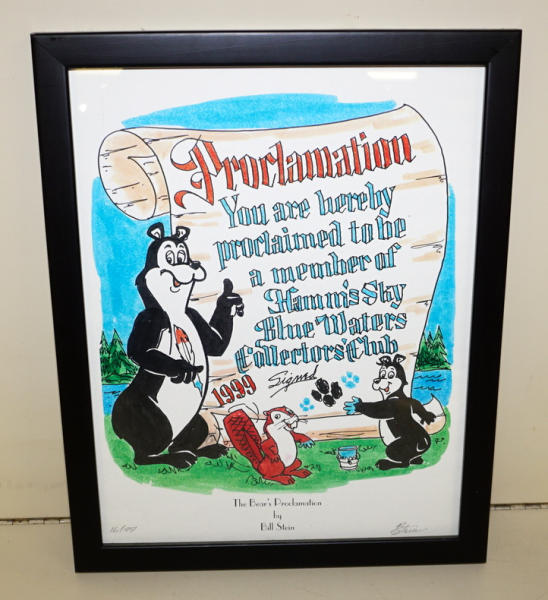 Proclamation
You are hereby
proclaimed to be
a member of
Hamm's Sky
Blue Waters
Collectors' Club
1999
Signed
The Bear's Proclamation
by
Bill Stein